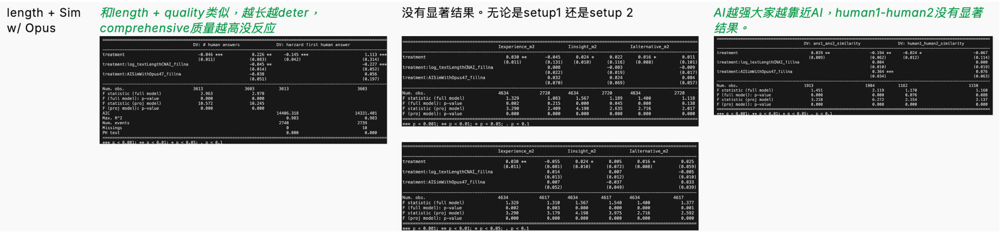 length + Sim
w/ Opus
和length + quality类似，越长越deter，
comprehensive质量越高没反应
DV: # human answers DV: harzard first human answer
treatment -0.046 *** 0.226 ** -0.145 *** 1.113 ***
(0.011) (0.083) (0.042) (0.314)
treatment:log_textLengthCNAI_fillna -0.045 ** -0.227 ***
(0.014) (0.052)
treatment:AISimWithOpus47_fillna -0.038 0.056
(0.051) (0.197)
Num. obs. 3613 3603 3613 3603
F statistic (full model) 2.963 2.978
F (full model): p-value 0.000 0.000
F statistic (proj model) 10.572 10.245
F (proj model): p-value 0.000 0.000
AIC 14406.318 14331.401
Max. R^2 0.983 0.983
Num. events 2748 2739
Missings 0 10
PH test 0.000 0.000
*** p < 0.001; ** p < 0.01; * p < 0.05; . p < 0.1
没有显著结果。无论是setup1 还是setup 2
Iexperience_m2 Iinsight_m2 Ialternative_m2
treatment 0.030 ** -0.045 0.024 * 0.022 0.016 * 0.011
(0.011) (0.131) (0.010) (0.116) (0.008) (0.101)
treatment:log_textLengthCNAI_fillna 0.008 -0.003 -0.009
(0.022) (0.019) (0.017)
treatment:AISimWithOpus47_fillna 0.032 0.024 0.084
(0.070) (0.069) (0.057)
Num. obs. 4634 2720 4634 2720 4634 2720
F statistic (full model) 1.329 1.083 1.567 1.189 1.400 1.118
F (full model): p-value 0.002 0.215 0.000 0.045 0.000 0.138
F statistic (proj model) 3.290 2.409 4.198 2.635 2.716 2.017
F (proj model): p-value 0.000 0.000 0.000 0.000 0.000 0.000
*** p < 0.001; ** p < 0.01; * p < 0.05; . p < 0.1
Iexperience_m2 Iinsight_m2 Ialternative_m2
treatment 0.030 ** -0.055 0.024 * 0.005 0.016 * 0.025
(0.011) (0.081) (0.010) (0.072) (0.008) (0.059)
treatment:log_textLengthCNAI_fillna 0.014 0.007 -0.005
(0.013) (0.012) (0.010)
treatment:AISimWithOpus47_fillna 0.007 -0.037 0.033
(0.052) (0.049) (0.039)
Num. obs. 4634 4617 4634 4617 4634 4617
F statistic (full model) 1.329 1.310 1.567 1.540 1.400 1.377
F (full model): p-value 0.002 0.003 0.000 0.000 0.000 0.001
F statistic (proj model) 3.290 3.179 4.198 3.975 2.716 2.592
F (proj model): p-value 0.000 0.000 0.000 0.000 0.000 0.000
*** p < 0.001; ** p < 0.01; * p < 0.05; . p < 0.1
AI越强大家越靠近AI，human1-human2没有显著
结果。
DV: ans1_ans2_similarity DV: human1_human2_similarity
treatment 0.029 ** -0.194 ** -0.024 * -0.067
(0.009) (0.062) (0.012) (0.114)
treatment:log_textLengthCNAI_fillna 0.004 0.000
(0.010) (0.019)
treatment:AISimWithOpus47_fillna 0.364 *** 0.076
(0.034) (0.063)
Num. obs. 1913 1904 1162 1158
F statistic (full model) 1.451 2.119 1.170 1.160
F (full model): p-value 0.000 0.000 0.076 0.088
F statistic (proj model) 3.218 6.272 2.154 2.137
F (proj model): p-value 0.000 0.000 0.000 0.000
*** p < 0.001; ** p < 0.01; * p < 0.05; . p < 0.1